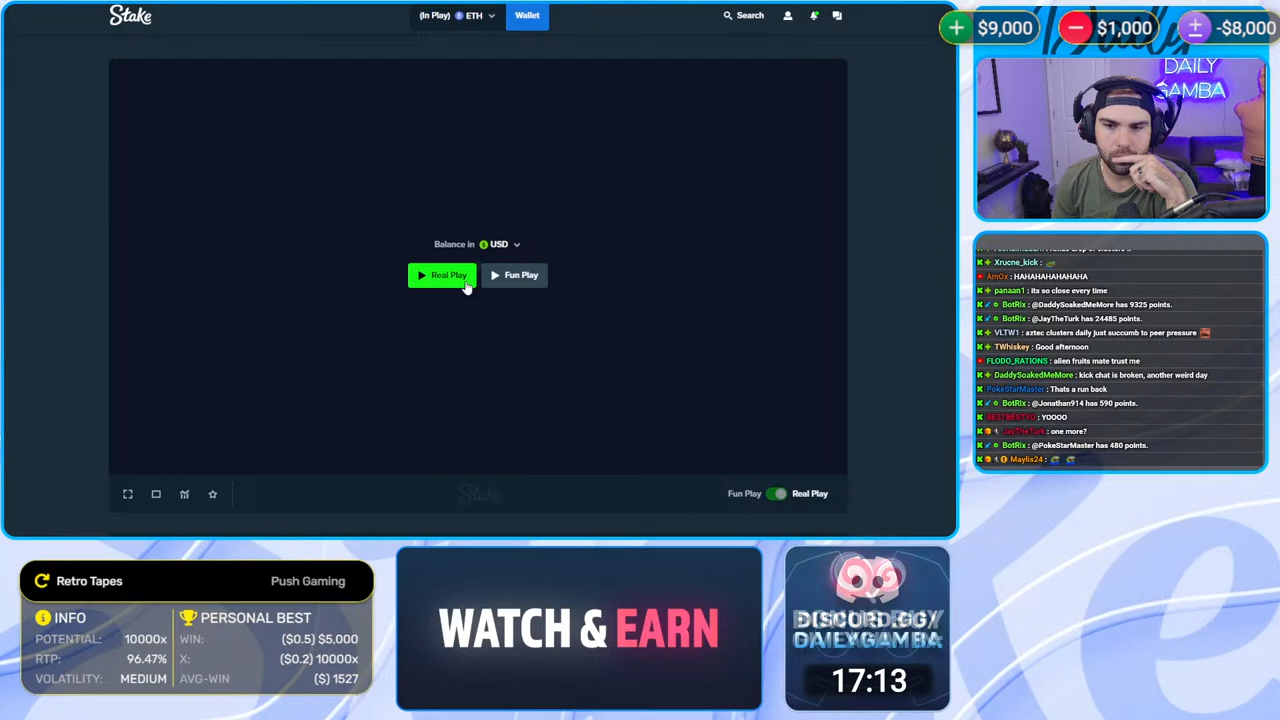 Stake
(In Play) ETH
Wallet
Search
$9,000
$1,000
-$8,000
Daily
DAILY
GAMBA
Balance in USD
Real Play
Fun Play
Stake
Fun Play
Real Play
Xrucne_kick :
AmOx : HAHAHAHAHAHAHA
panaan1 : its so close every time
BotRix : @DaddySoakedMeMore has 9325 points.
BotRix : @JayTheTurk has 24485 points.
VLTW1 : aztec clusters daily just succumb to peer pressure
TWhiskey : Good afternoon
FLODO_RATIONS : alien fruits mate trust me
DaddySoakedMeMore : kick chat is broken, another weird day
PokeStarMaster : Thats a run back
BotRix : @Jonathan914 has 590 points.
BESTBESTYO : YOOOO
JayTheTurk : one more?
BotRix : @PokeStarMaster has 480 points.
Maylis24 :
Retro Tapes
Push Gaming
INFO
POTENTIAL: 10000x
RTP: 96.47%
VOLATILITY: MEDIUM
PERSONAL BEST
WIN: ($0.5) $5,000
X: ($0.2) 10000x
AVG-WIN ($) 1527
WATCH & EARN
DISCORD.GG/
DAILYGAMBA
17:13